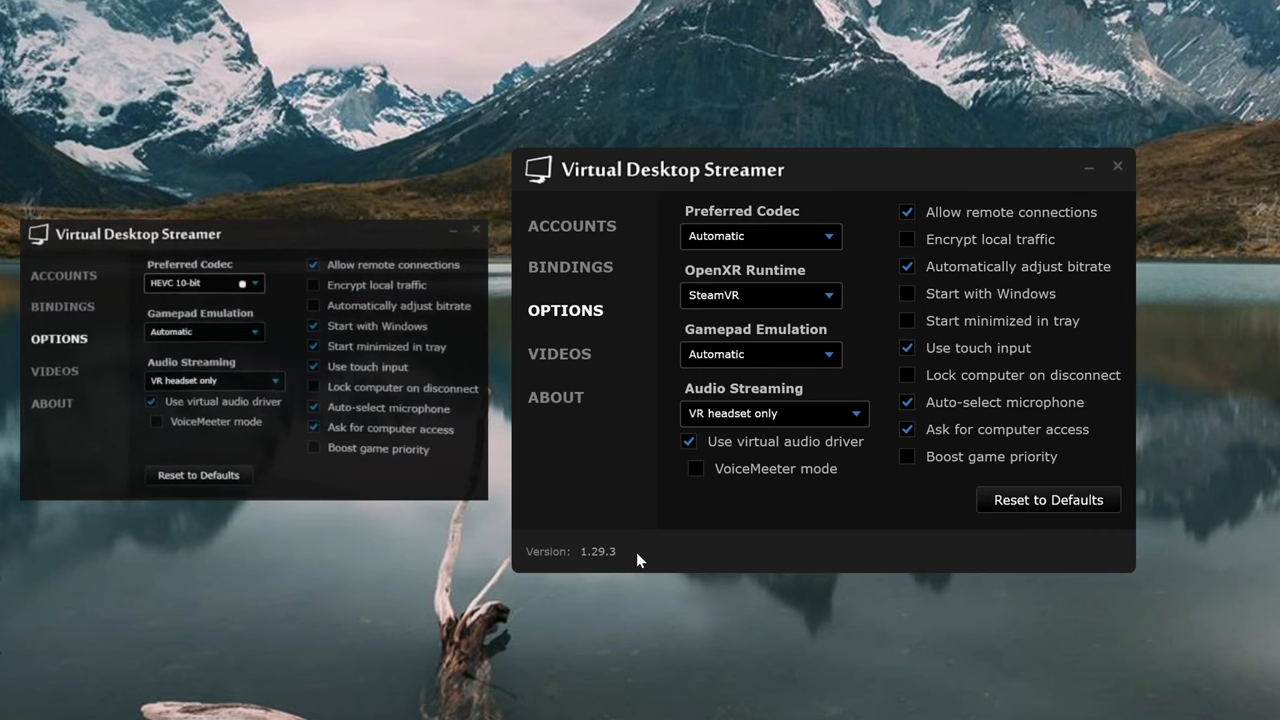 Virtual Desktop Streamer
ACCOUNTS
BINDINGS
OPTIONS
VIDEOS
ABOUT
Preferred Codec
HEVC 10-bit
Gamepad Emulation
Automatic
Audio Streaming
VR headset only
Use virtual audio driver
VoiceMeeter mode
Reset to Defaults
Allow remote connections
Encrypt local traffic
Automatically adjust bitrate
Start with Windows
Start minimized in tray
Use touch input
Lock computer on disconnect
Auto-select microphone
Ask for computer access
Boost game priority
Virtual Desktop Streamer
ACCOUNTS
BINDINGS
OPTIONS
VIDEOS
ABOUT
Preferred Codec
Automatic
OpenXR Runtime
SteamVR
Gamepad Emulation
Automatic
Audio Streaming
VR headset only
Use virtual audio driver
VoiceMeeter mode
Allow remote connections
Encrypt local traffic
Automatically adjust bitrate
Start with Windows
Start minimized in tray
Use touch input
Lock computer on disconnect
Auto-select microphone
Ask for computer access
Boost game priority
Reset to Defaults
Version: 1.29.3